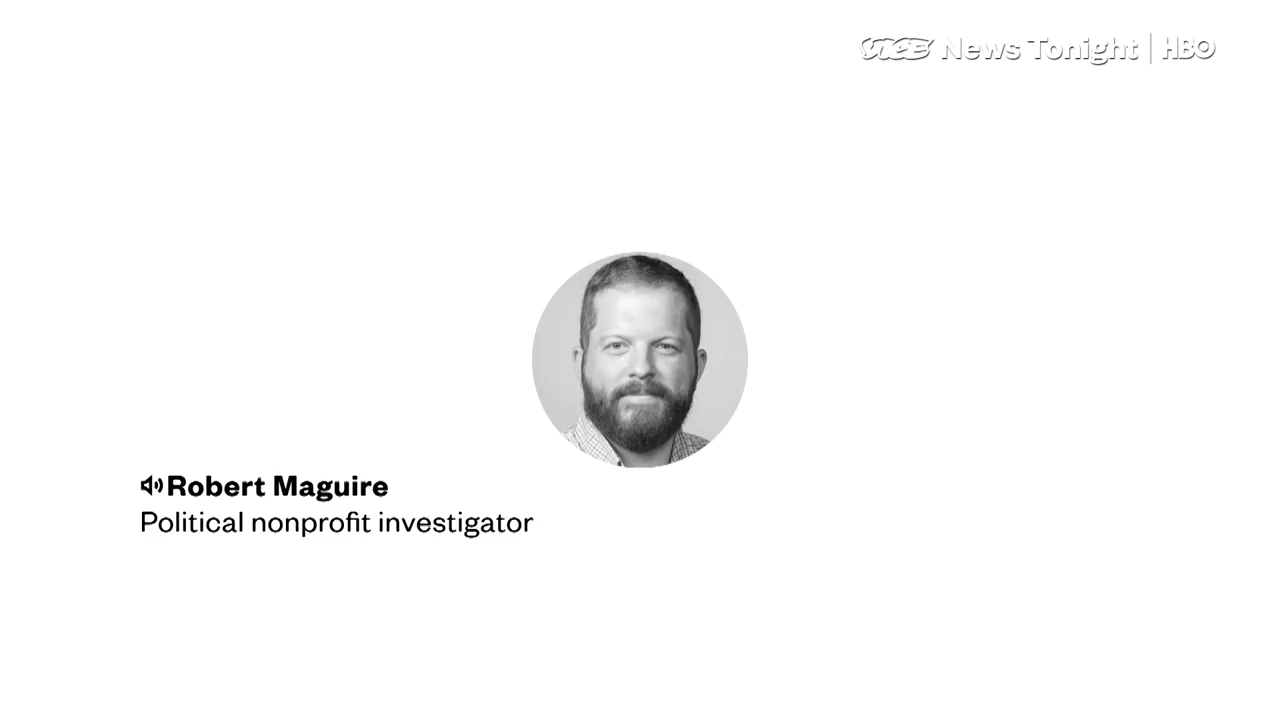 VICE News Tonight | HBO
Robert Maguire
Political nonprofit investigator